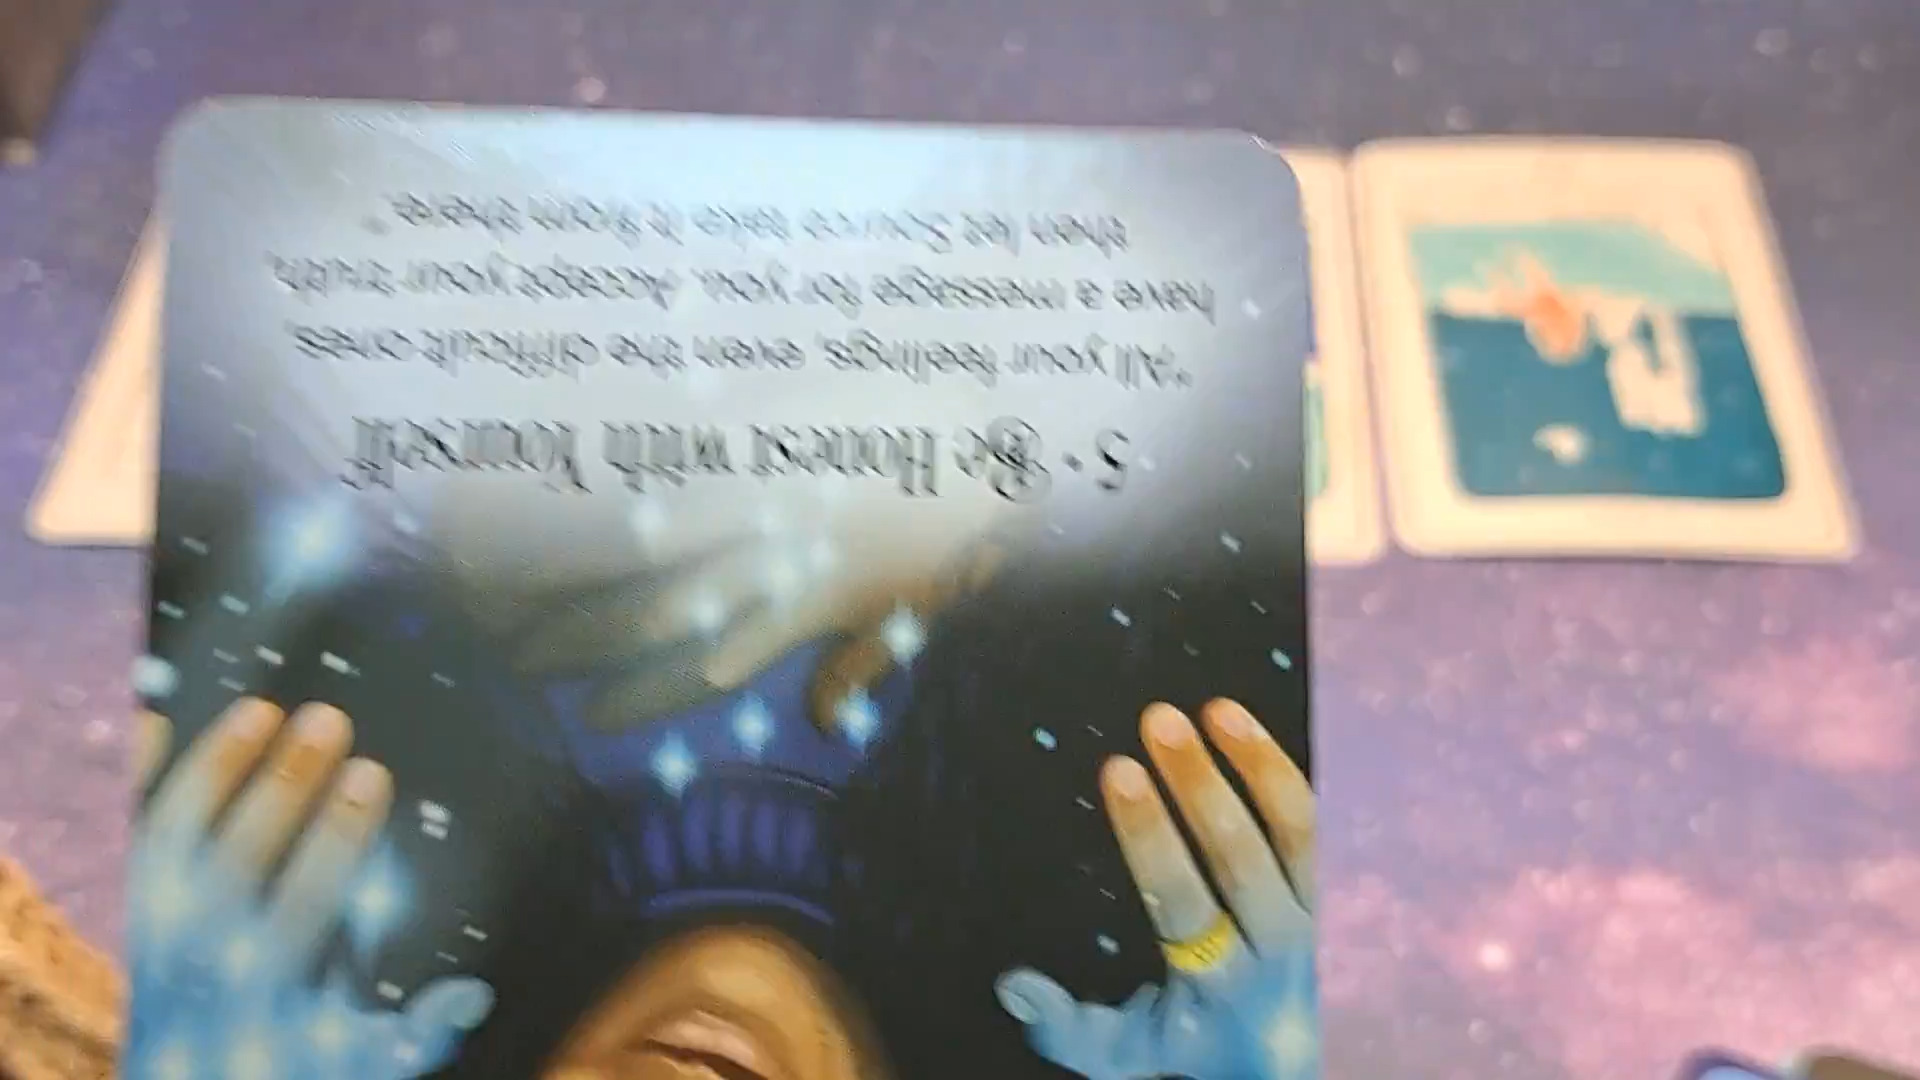 5 • Be Honest with Yourself
"All your feelings, even the difficult ones,
have a message for you. Accept your truth,
then let Source take it from there."